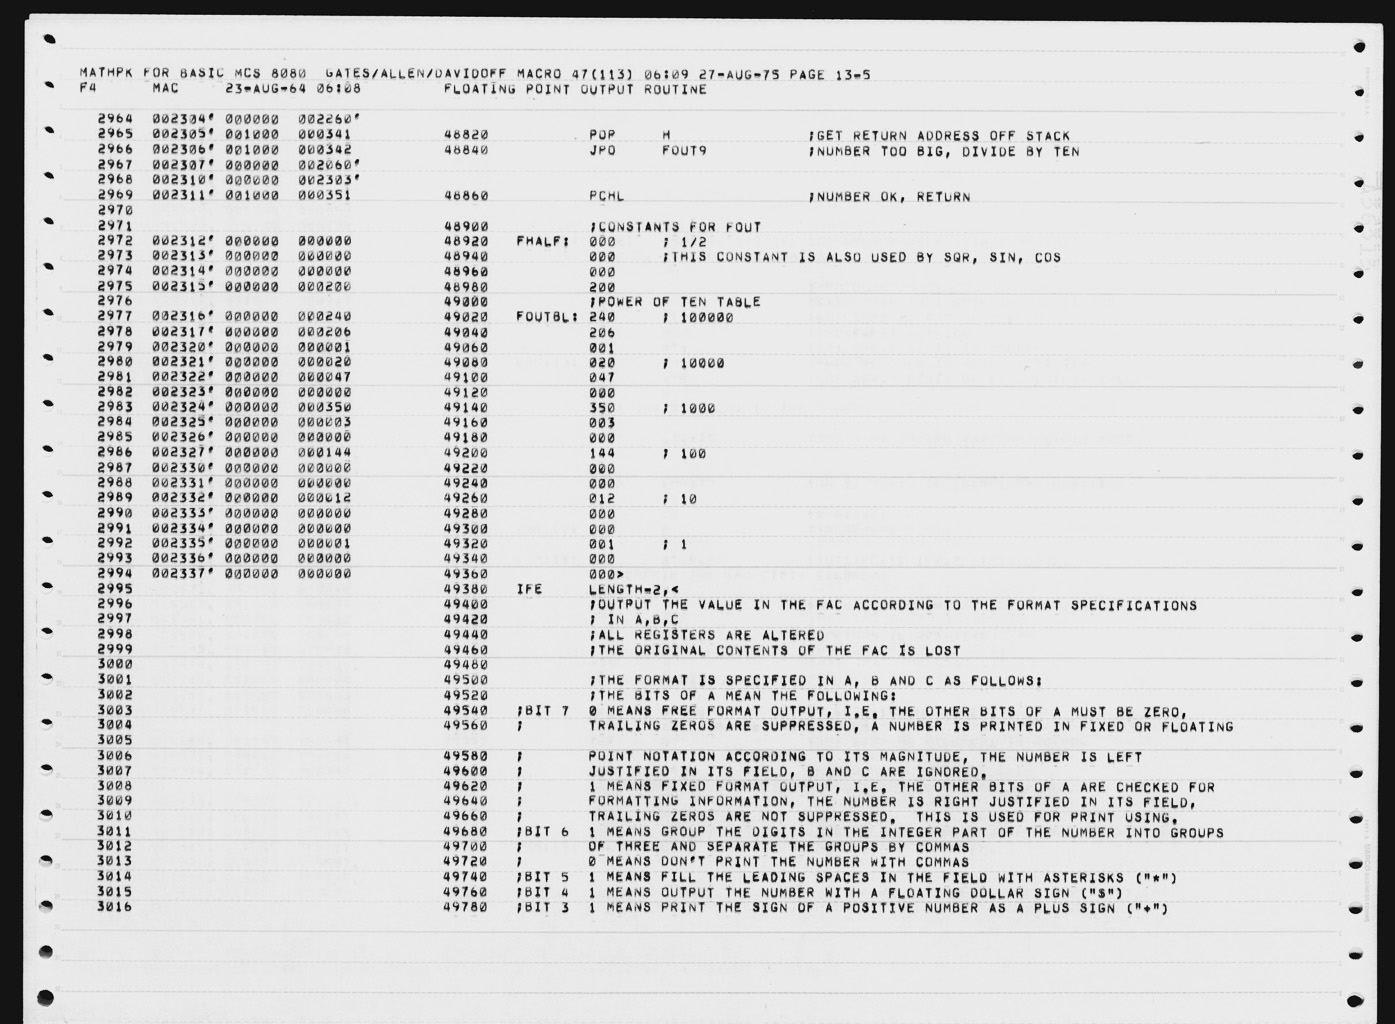 MATHPK FOR BASIC MCS 8080  GATES/ALLEN/DAVIDOFF MACRO 47(113) 06:09 27-AUG-75 PAGE 13-5
F4      MAC     23-AUG-64 06:08         FLOATING POINT OUTPUT ROUTINE
2964  002304' 000000  002260'
2965  002305' 001000  000341          48820           POP     H               ;GET RETURN ADDRESS OFF STACK
2966  002306' 001000  000342          48840           JPO     FOUT9           ;NUMBER TOO BIG, DIVIDE BY TEN
2967  002307' 000000  002060'
2968  002310' 000000  002303'
2969  002311' 001000  000351          48860           PCHL                    ;NUMBER OK, RETURN
2970
2971                                  48900           ;CONSTANTS FOR FOUT
2972  002312' 000000  000000          48920   FHALF:  000     ; 1/2
2973  002313' 000000  000000          48940           000     ;THIS CONSTANT IS ALSO USED BY SQR, SIN, COS
2974  002314' 000000  000000          48960           000
2975  002315' 000000  000200          48980           200
2976                                  49000           ;POWER OF TEN TABLE
2977  002316' 000000  000240          49020   FOUTBL: 240     ; 100000
2978  002317' 000000  000206          49040           206
2979  002320' 000000  000001          49060           001
2980  002321' 000000  000020          49080           020     ; 10000
2981  002322' 000000  000047          49100           047
2982  002323' 000000  000000          49120           000
2983  002324' 000000  000350          49140           350     ; 1000
2984  002325' 000000  000003          49160           003
2985  002326' 000000  000000          49180           000
2986  002327' 000000  000144          49200           144     ; 100
2987  002330' 000000  000000          49220           000
2988  002331' 000000  000000          49240           000
2989  002332' 000000  000012          49260           012     ; 10
2990  002333' 000000  000000          49280           000
2991  002334' 000000  000000          49300           000
2992  002335' 000000  000001          49320           001     ; 1
2993  002336' 000000  000000          49340           000
2994  002337' 000000  000000          49360           000>
2995                                  49380   IFE     LENGTH=2,<
2996                                  49400           ;OUTPUT THE VALUE IN THE FAC ACCORDING TO THE FORMAT SPECIFICATIONS
2997                                  49420           ; IN A,B,C
2998                                  49440           ;ALL REGISTERS ARE ALTERED
2999                                  49460           ;THE ORIGINAL CONTENTS OF THE FAC IS LOST
3000                                  49480
3001                                  49500           ;THE FORMAT IS SPECIFIED IN A, B AND C AS FOLLOWS:
3002                                  49520           ;THE BITS OF A MEAN THE FOLLOWING:
3003                                  49540   ;BIT 7  0 MEANS FREE FORMAT OUTPUT, I.E. THE OTHER BITS OF A MUST BE ZERO,
3004                                  49560   ;       TRAILING ZEROS ARE SUPPRESSED, A NUMBER IS PRINTED IN FIXED OR FLOATING
3005
3006                                  49580   ;       POINT NOTATION ACCORDING TO ITS MAGNITUDE, THE NUMBER IS LEFT
3007                                  49600   ;       JUSTIFIED IN ITS FIELD, B AND C ARE IGNORED.
3008                                  49620   ;       1 MEANS FIXED FORMAT OUTPUT, I.E. THE OTHER BITS OF A ARE CHECKED FOR
3009                                  49640   ;       FORMATTING INFORMATION, THE NUMBER IS RIGHT JUSTIFIED IN ITS FIELD,
3010                                  49660   ;       TRAILING ZEROS ARE NOT SUPPRESSED.  THIS IS USED FOR PRINT USING.
3011                                  49680   ;BIT 6  1 MEANS GROUP THE DIGITS IN THE INTEGER PART OF THE NUMBER INTO GROUPS
3012                                  49700   ;       OF THREE AND SEPARATE THE GROUPS BY COMMAS
3013                                  49720   ;       0 MEANS DON'T PRINT THE NUMBER WITH COMMAS
3014                                  49740   ;BIT 5  1 MEANS FILL THE LEADING SPACES IN THE FIELD WITH ASTERISKS ("*")
3015                                  49760   ;BIT 4  1 MEANS OUTPUT THE NUMBER WITH A FLOATING DOLLAR SIGN ("$")
3016                                  49780   ;BIT 3  1 MEANS PRINT THE SIGN OF A POSITIVE NUMBER AS A PLUS SIGN ("+")